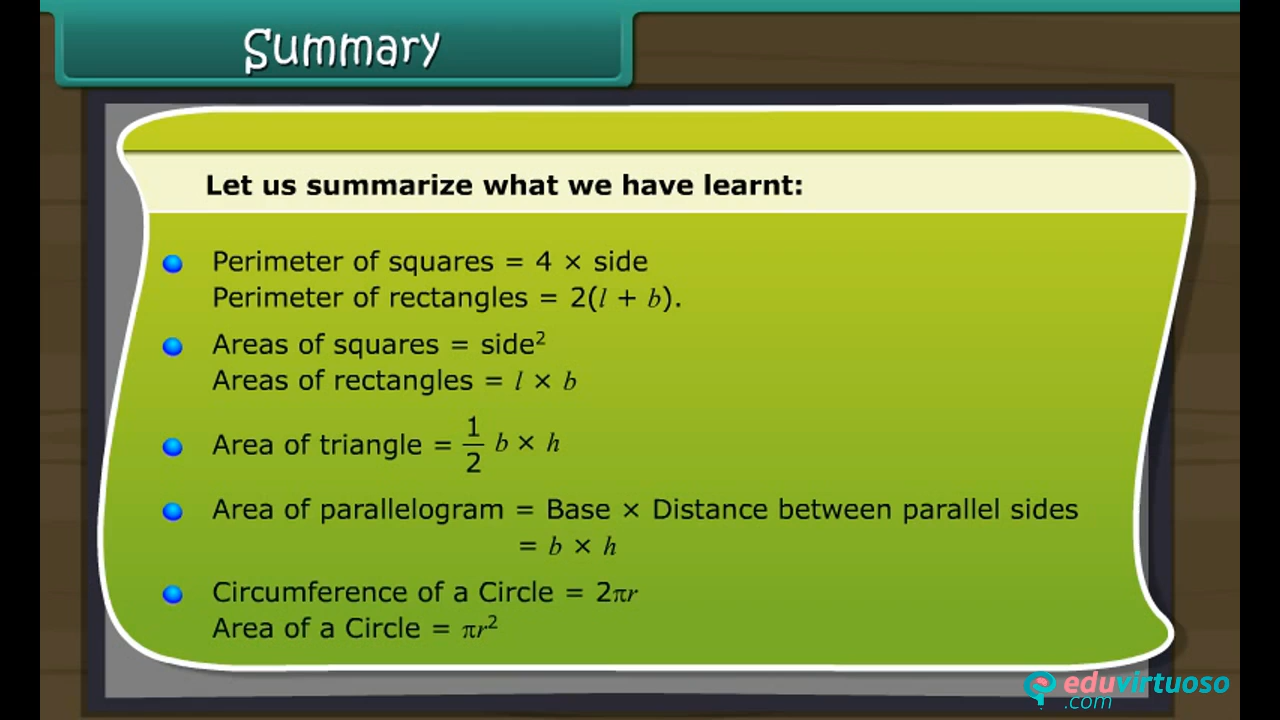 Summary
Let us summarize what we have learnt:
Perimeter of squares = 4 × side
Perimeter of rectangles = 2(l + b).
Areas of squares = side²
Areas of rectangles = l × b
Area of triangle = 1/2 b × h
Area of parallelogram = Base × Distance between parallel sides
= b × h
Circumference of a Circle = 2πr
Area of a Circle = πr²
eduvirtuoso
.com